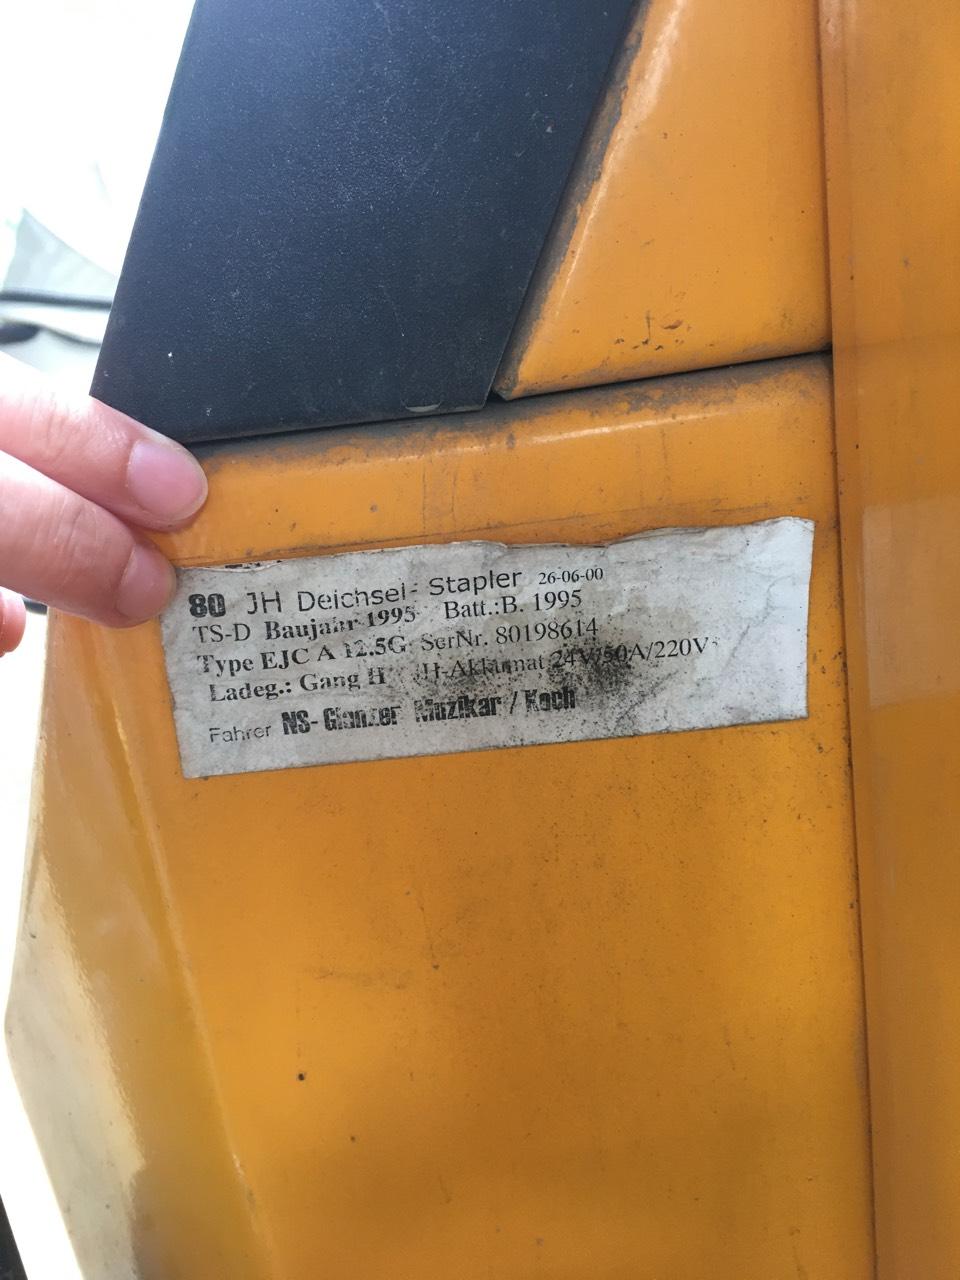 80 JH Deichsel- Stapler 26-06-00
TS-D Baujahr 1995 Batt.:B. 1995
Type EJC A 12.5G SerNr. 80198614
Ladeg.: Gang H JH-Akkumat 24V/50A/220V
Fahrer NS- Glanzer Muzikar / Koch